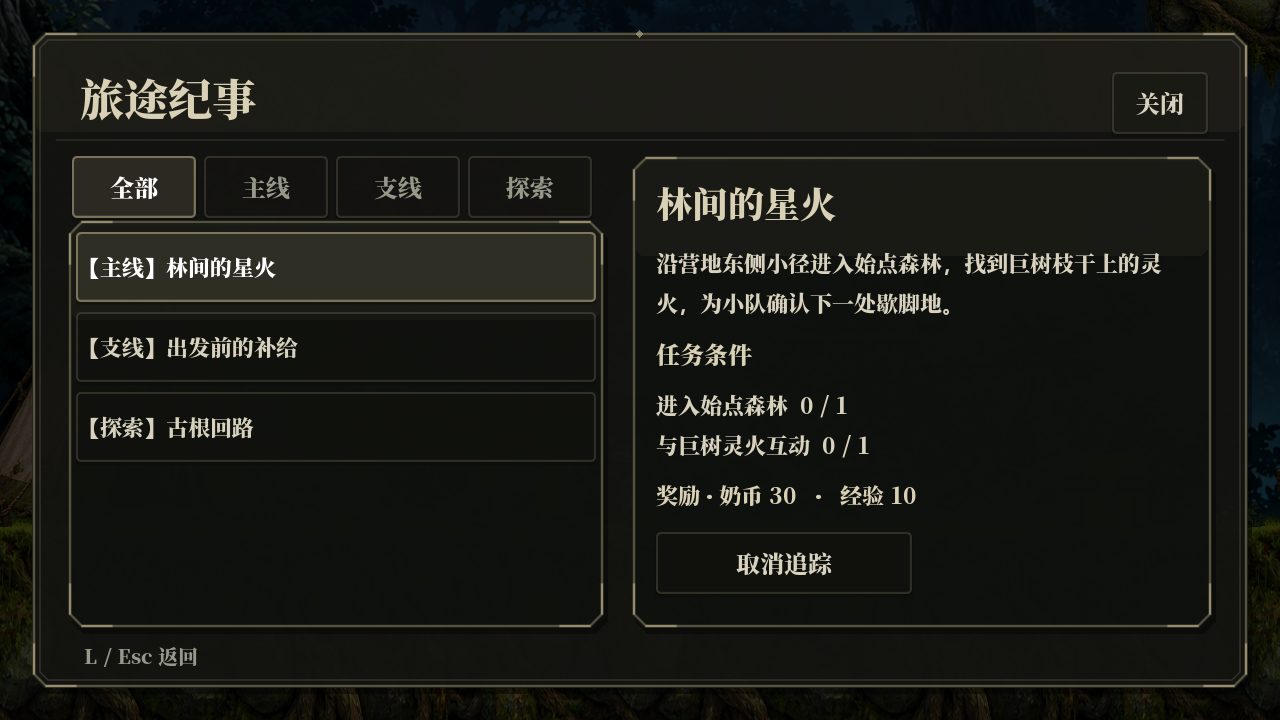 旅途纪事
关闭
全部
主线
支线
探索
【主线】林间的星火
【支线】出发前的补给
【探索】古根回路
林间的星火
沿营地东侧小径进入始点森林，找到巨树枝干上的灵
火，为小队确认下一处歇脚地。
任务条件
进入始点森林 0 / 1
与巨树灵火互动 0 / 1
奖励 · 奶币 30 · 经验 10
取消追踪
L / Esc 返回